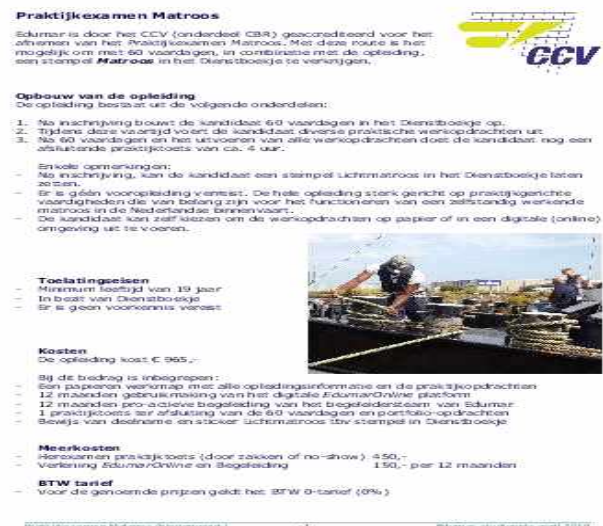 Praktijkexamen Matroos
Edumar is door het CCV (onderdeel CBR) geaccrediteerd voor het
afnemen van het Praktijkexamen Matroos. Met deze route is het
mogelijk om met 60 vaardagen, in combinatie met de opleiding,
een stempel Matroos in het Dienstboekje te verkrijgen.
CCV
Opbouw van de opleiding
De opleiding bestaat uit de volgende onderdelen:
1. Na inschrijving bouwt de kandidaat 60 vaardagen in het Dienstboekje op.
2. Tijdens deze vaartijd voert de kandidaat diverse praktische werkopdrachten uit
3. Na 60 vaardagen en het uitvoeren van alle werkopdrachten doet de kandidaat nog een
afsluitende praktijktoets van ca. 4 uur.
Enkele opmerkingen:
- Na inschrijving, kan de kandidaat een stempel Lichtmatroos in het Dienstboekje laten
zetten.
- Er is géén vooropleiding vereist. De hele opleiding sterk gericht op praktijkgerichte
vaardigheden die van belang zijn voor het functioneren van een zelfstandig werkende
matroos in de Nederlandse binnenvaart.
- De kandidaat kan zelf kiezen om de werkopdrachten op papier of in een digitale (online)
omgeving uit te voeren.
Toelatingseisen
- Minimum leeftijd van 19 jaar
- In bezit van Dienstboekje
- Er is geen voorkennis vereist
Kosten
De opleiding kost € 965,-
Bij dit bedrag is inbegrepen:
- Een papieren werkmap met alle opleidingsinformatie en de praktijkopdrachten
- 12 maanden gebruikmaking van het digitale EdumarOnline platform
- 12 maanden pro-actieve begeleiding van het begeleidersteam van Edumar
- 1 praktijktoets ter afsluiting van de 60 vaardagen en portfolio-opdrachten
- Bewijs van deelname en sticker Lichtmatroos tbv stempel in Dienstboekje
Meerkosten
- Herexamen praktijktoets (door zakken of no-show) 450,-
- Verlening EdumarOnline en Begeleiding 150,- per 12 maanden
BTW tarief
- Voor de genoemde prijzen geldt het BTW 0-tarief (0%)